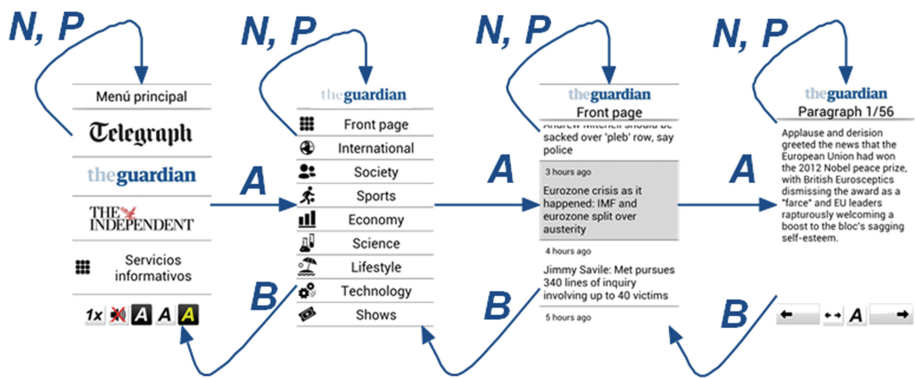 N, P
N, P
N, P
N, P
Menú principal
Telegraph
theguardian
THE
INDEPENDENT
Servicios
informativos
1x A A A
A
B
theguardian
Front page
International
Society
Sports
Economy
Science
Lifestyle
Technology
Shows
A
B
theguardian
Front page
Andrew Mitchell should be
sacked over 'pleb' row, say
police
3 hours ago
Eurozone crisis as it
happened: IMF and
eurozone split over
austerity
4 hours ago
Jimmy Savile: Met pursues
340 lines of inquiry
involving up to 40 victims
5 hours ago
A
B
theguardian
Paragraph 1/56
Applause and derision
greeted the news that the
European Union had won
the 2012 Nobel peace prize,
with British Eurosceptics
dismissing the award as a
"farce" and EU leaders
rapturously welcoming a
boost to the bloc's sagging
self-esteem.
A